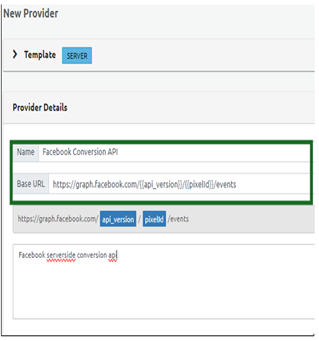 New Provider
Template SERVER
Provider Details
Name Facebook Conversion API
Base URL https://graph.facebook.com/{{api_version}}/{{pixelId}}/events
https://graph.facebook.com/ api_version / pixelId /events
Facebook serverside conversion api